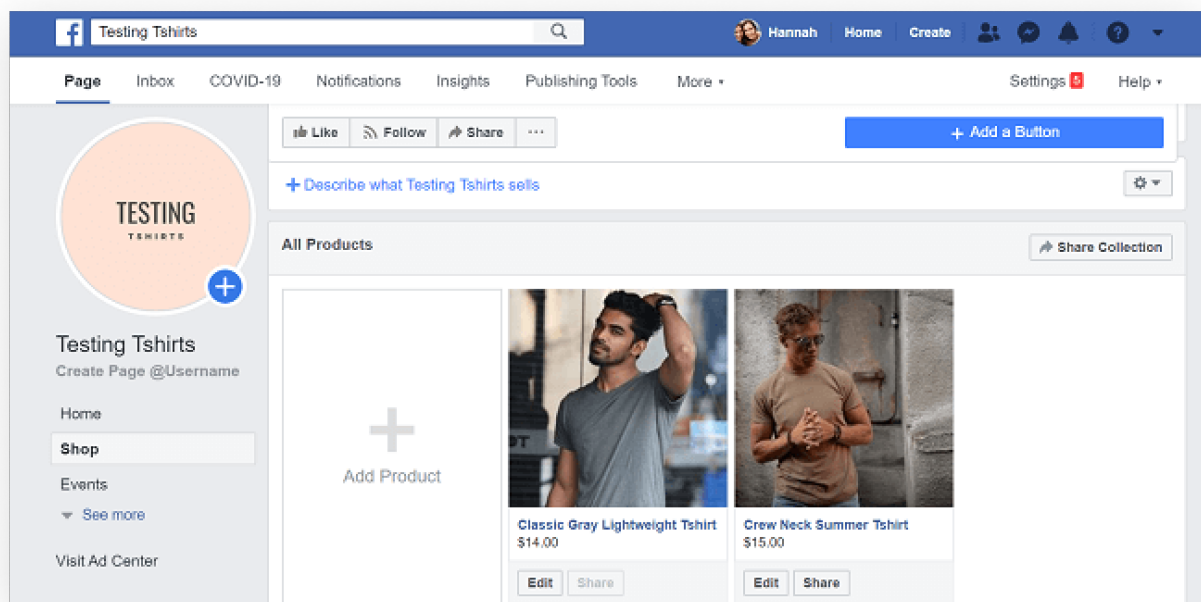 Testing Tshirts
Hannah Home Create
Page Inbox COVID-19 Notifications Insights Publishing Tools More Settings 5 Help
Like Follow Share ...
+ Add a Button
+ Describe what Testing Tshirts sells
TESTING
TSHIRTS
All Products
Share Collection
Testing Tshirts
Create Page @Username
Home
Shop
Events
See more
Visit Ad Center
Add Product
Classic Gray Lightweight Tshirt
$14.00
Edit Share
Crew Neck Summer Tshirt
$15.00
Edit Share